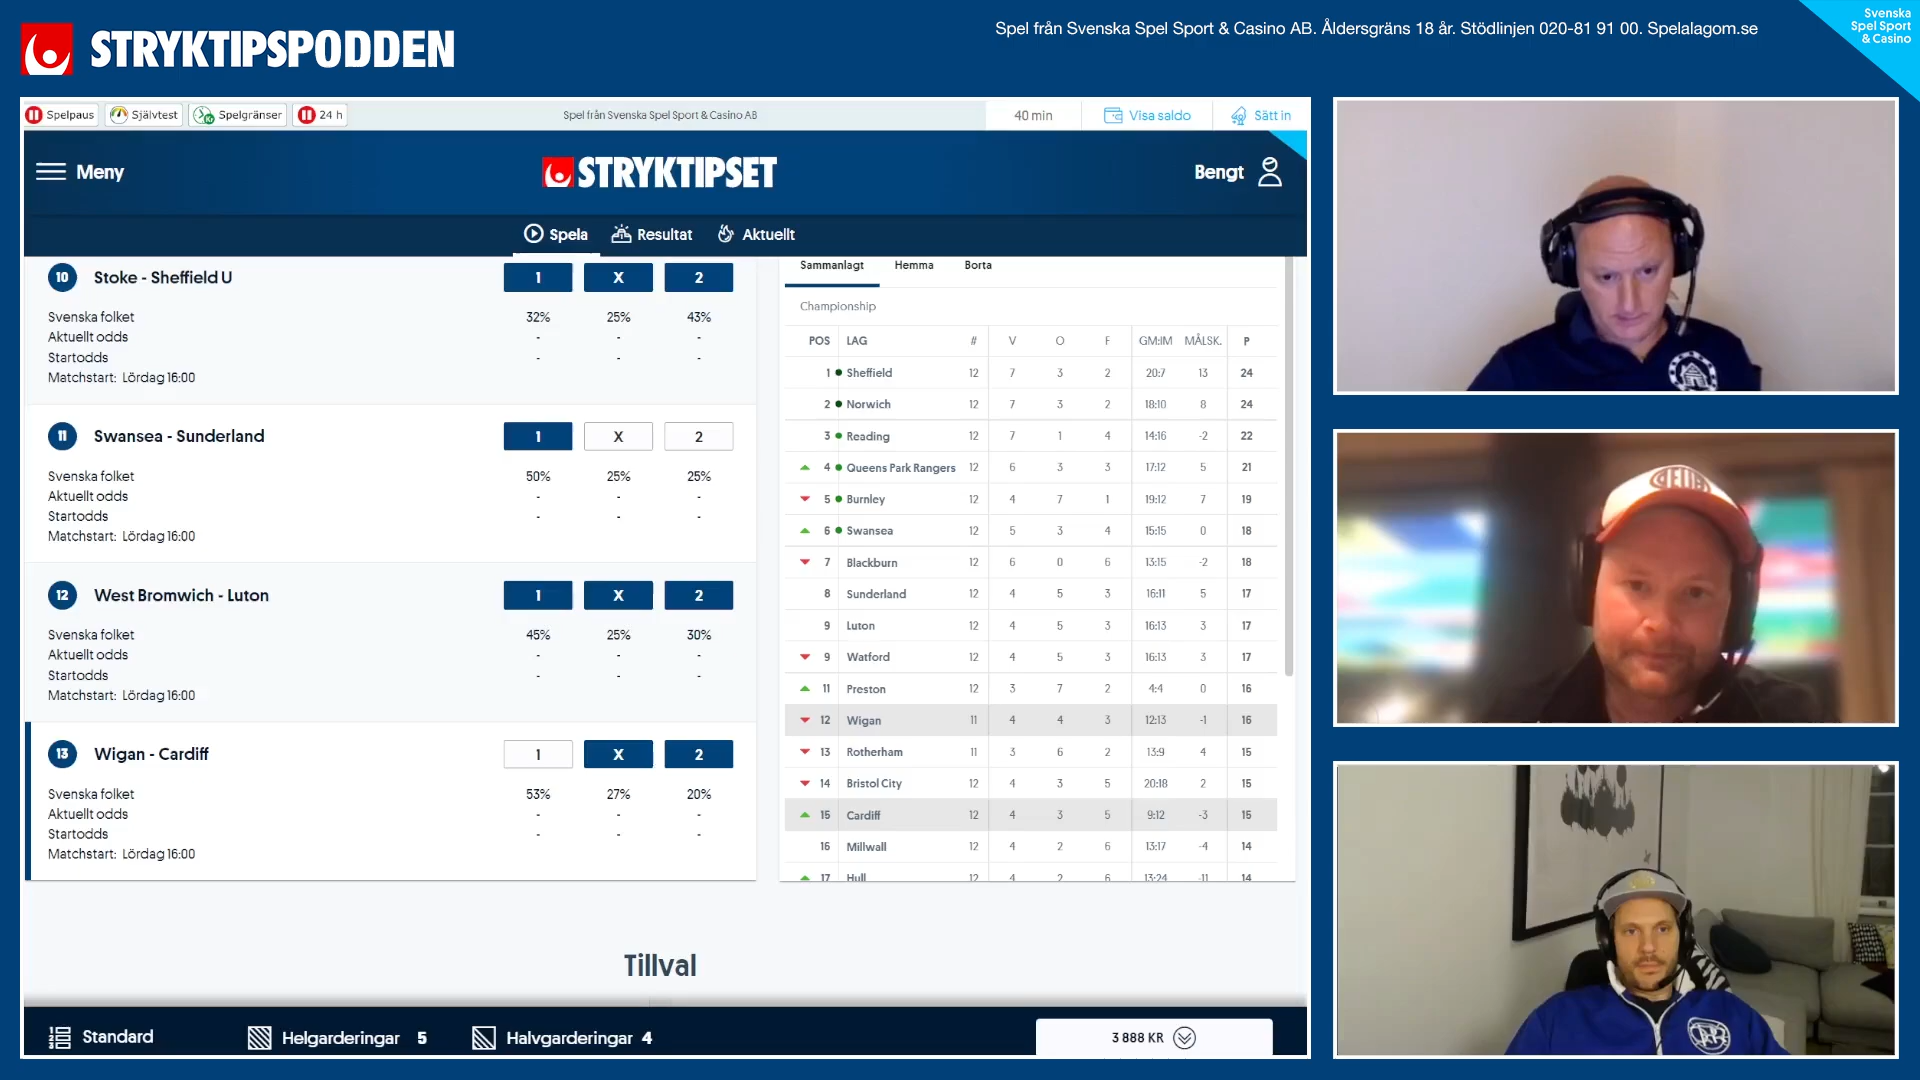 STRYKTIPSPODDEN
Spel från Svenska Spel Sport & Casino AB. Åldersgräns 18 år. Stödlinjen 020-81 91 00. Spelalagom.se
Svenska
Spel Sport
& Casino
Spelpaus Självtest Spelgränser 24 h
Spel från Svenska Spel Sport & Casino AB
40 min Visa saldo Sätt in
Meny
STRYKTIPSET
Bengt
Spela Resultat Aktuellt
10 Stoke - Sheffield U 1 X 2
Svenska folket 32% 25% 43%
Aktuellt odds - - -
Startodds - - -
Matchstart: Lördag 16:00
11 Swansea - Sunderland 1 X 2
Svenska folket 50% 25% 25%
Aktuellt odds - - -
Startodds - - -
Matchstart: Lördag 16:00
12 West Bromwich - Luton 1 X 2
Svenska folket 45% 25% 30%
Aktuellt odds - - -
Startodds - - -
Matchstart: Lördag 16:00
13 Wigan - Cardiff 1 X 2
Svenska folket 53% 27% 20%
Aktuellt odds - - -
Startodds - - -
Matchstart: Lördag 16:00
Sammanlagt Hemma Borta
Championship
POS LAG # V O F GM:IM MÅLSK. P
1 Sheffield 12 7 3 2 20:7 13 24
2 Norwich 12 7 3 2 18:10 8 24
3 Reading 12 7 1 4 14:16 -2 22
4 Queens Park Rangers 12 6 3 3 17:12 5 21
5 Burnley 12 4 7 1 19:12 7 19
6 Swansea 12 5 3 4 15:15 0 18
7 Blackburn 12 6 0 6 13:15 -2 18
8 Sunderland 12 4 5 3 16:11 5 17
9 Luton 12 4 5 3 16:13 3 17
9 Watford 12 4 5 3 16:13 3 17
11 Preston 12 3 7 2 4:4 0 16
12 Wigan 11 4 4 3 12:13 -1 16
13 Rotherham 11 3 6 2 13:9 4 15
14 Bristol City 12 4 3 5 20:18 2 15
15 Cardiff 12 4 3 5 9:12 -3 15
16 Millwall 12 4 2 6 13:17 -4 14
17 Hull 12 4 2 6 13:24 -11 14
Tillval
Standard Helgarderingar 5 Halvgarderingar 4 3 888 KR